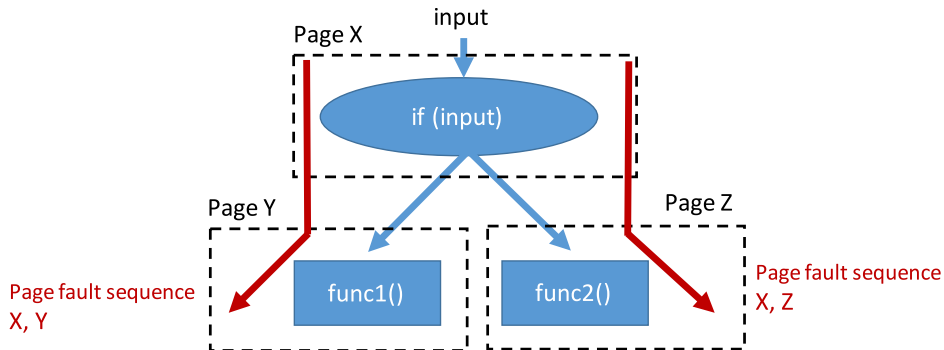 input
Page X
if (input)
Page Y
Page Z
func1()
func2()
Page fault sequence
X, Y
Page fault sequence
X, Z